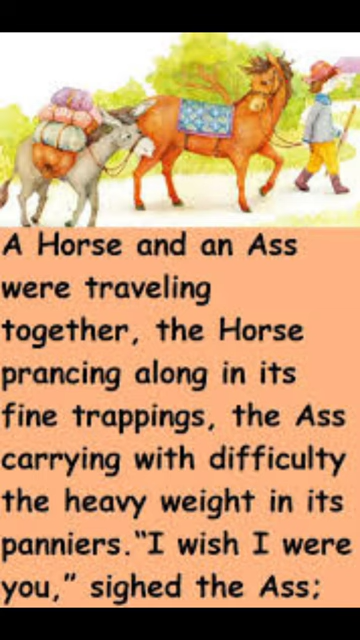 A Horse and an Ass
were traveling
together, the Horse
prancing along in its
fine trappings, the Ass
carrying with difficulty
the heavy weight in its
panniers.“I wish I were
you,” sighed the Ass;